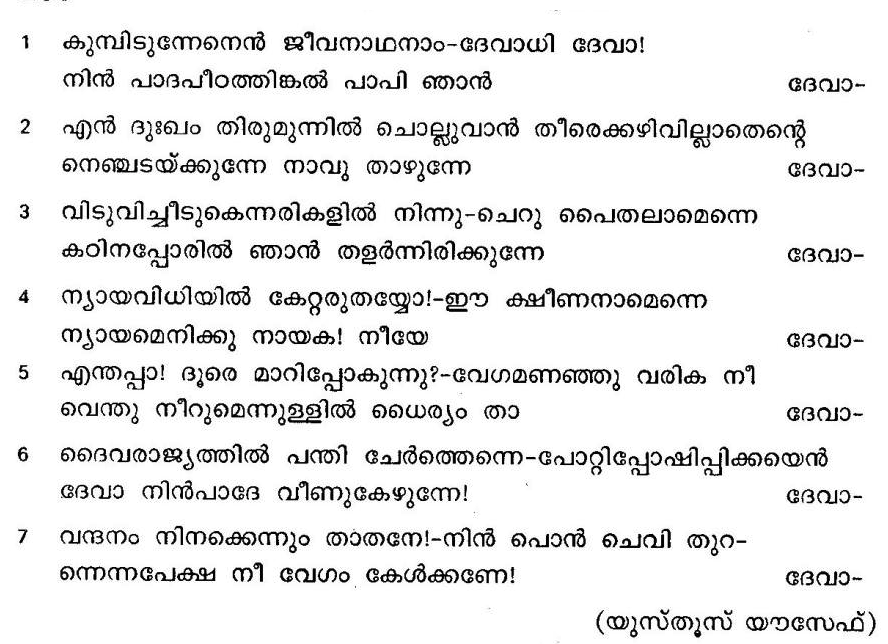 1 കുമ്പിടുന്നേനെൻ ജീവനാഥനാം-ദേവാധി ദേവാ!
നിൻ പാദപീഠത്തിങ്കൽ പാപി ഞാൻ ദേവാ-
2 എൻ ദുഃഖം തിരുമുന്നിൽ ചൊല്ലുവാൻ തീരെക്കഴിവില്ലാതെന്റെ
നെഞ്ചടയ്ക്കുന്നേ നാവു താഴുന്നേ ദേവാ-
3 വിടുവിച്ചീടുകെന്നരികളിൽ നിന്നു-ചെറു പൈതലാമെന്നെ
കഠിനപ്പോരിൽ ഞാൻ തളർന്നിരിക്കുന്നേ ദേവാ-
4 ന്യായവിധിയിൽ കേറ്റരുതയ്യോ!-ഈ ക്ഷീണനാമെന്നെ
ന്യായമെനിക്കു നായക! നീയേ ദേവാ-
5 എന്തപ്പാ! ദൂരെ മാറിപ്പോകുന്നു?-വേഗമണഞ്ഞു വരിക നീ
വെന്തു നീറുമെന്നുള്ളിൽ ധൈര്യം താ ദേവാ-
6 ദൈവരാജ്യത്തിൽ പന്തി ചേർത്തെന്നെ-പോറ്റിപ്പോഷിപ്പിക്കയെൻ
ദേവാ നിൻപാദേ വീണുകേഴുന്നേ! ദേവാ-
7 വന്ദനം നിനക്കെന്നും താതനേ!-നിൻ പൊൻ ചെവി തുറ-
ന്നെന്നപേക്ഷ നീ വേഗം കേൾക്കണേ! ദേവാ-
(യുസ്തൂസ് യൗസേഫ്)